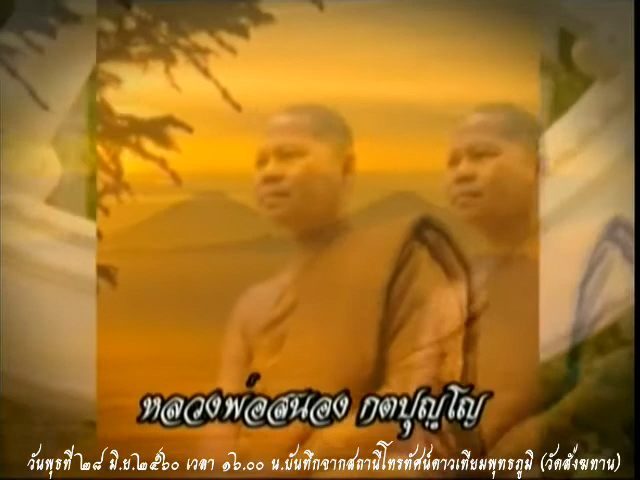 หลวงพ่อสนอง กตปุญฺโญ
วันพุธที่ ๒๘ มิ.ย.๒๕๖๐ เวลา ๑๖.๐๐ น.บันทึกจากสถานีโทรทัศน์ดาวเทียมพุทธภูมิ (วัดสังฆทาน)